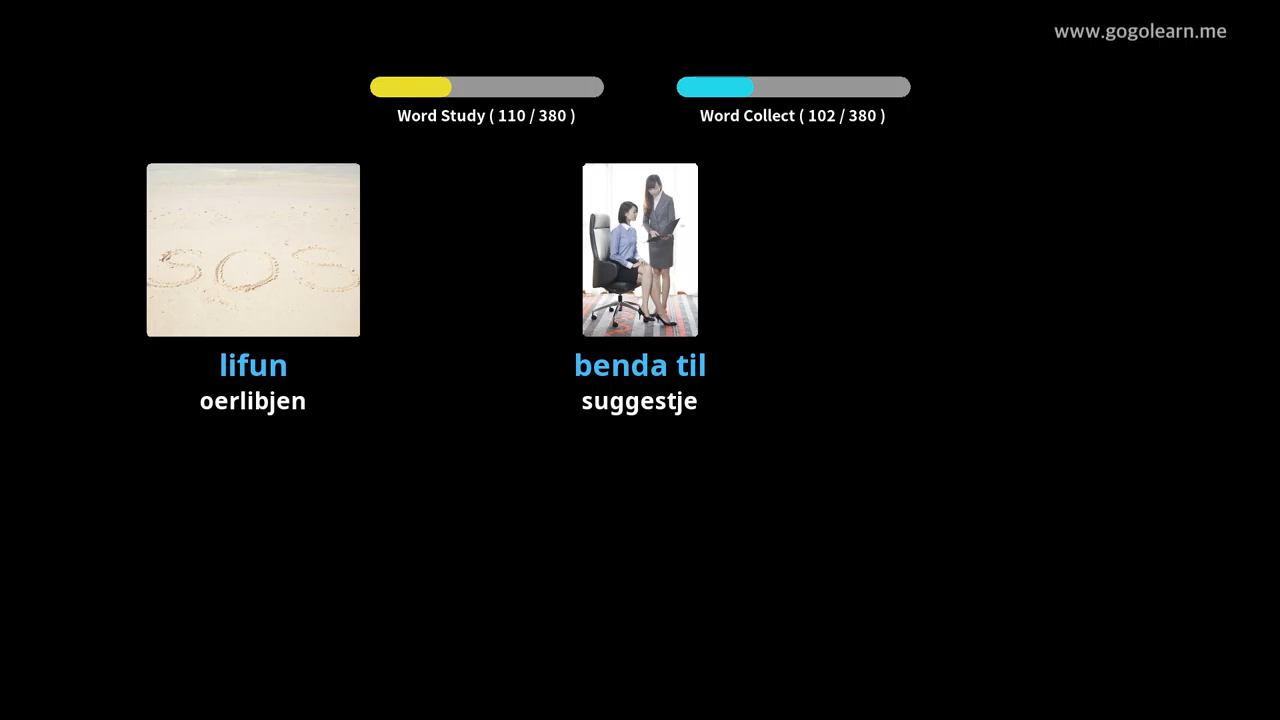 www.gogolearn.me
Word Study ( 110 / 380 )
Word Collect ( 102 / 380 )
SOS
lifun
oerlibjen
benda til
suggestje